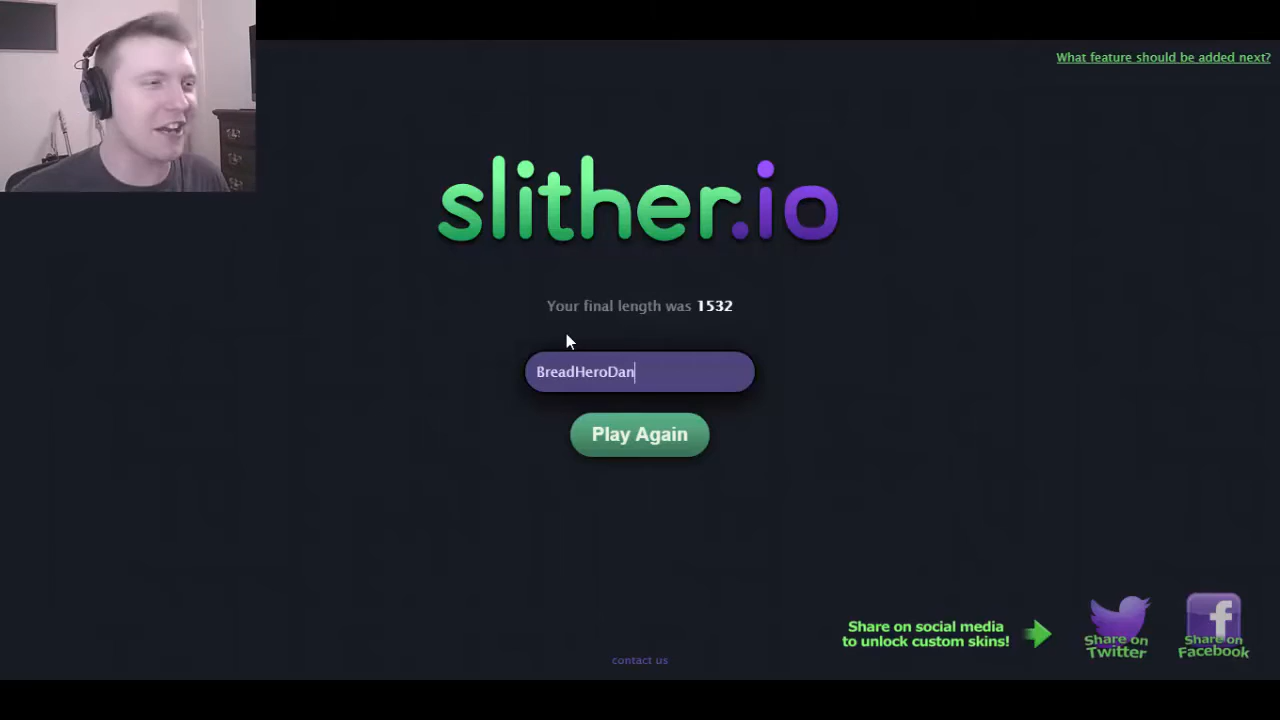 What feature should be added next?
slither.io
Your final length was 1532
BreadHeroDan
Play Again
Share on social media
to unlock custom skins!
Share on
Twitter
Share on
Facebook
contact us